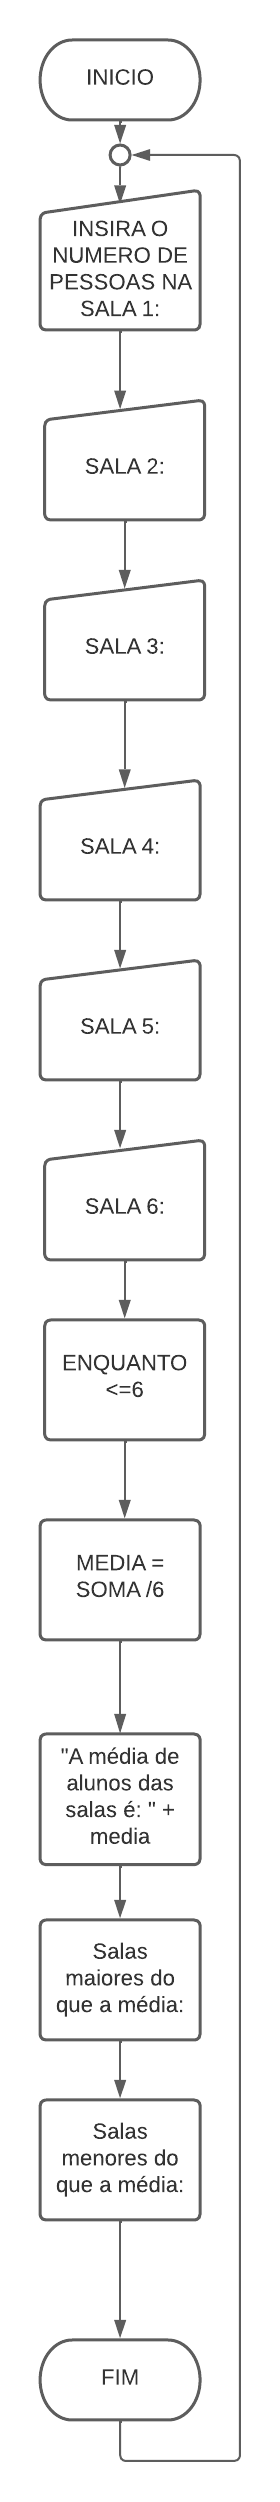 INICIO
INSIRA O
NUMERO DE
PESSOAS NA
SALA 1:
SALA 2:
SALA 3:
SALA 4:
SALA 5:
SALA 6:
ENQUANTO
<=6
MEDIA =
SOMA /6
"A média de
alunos das
salas é: " +
media
Salas
maiores do
que a média:
Salas
menores do
que a média:
FIM